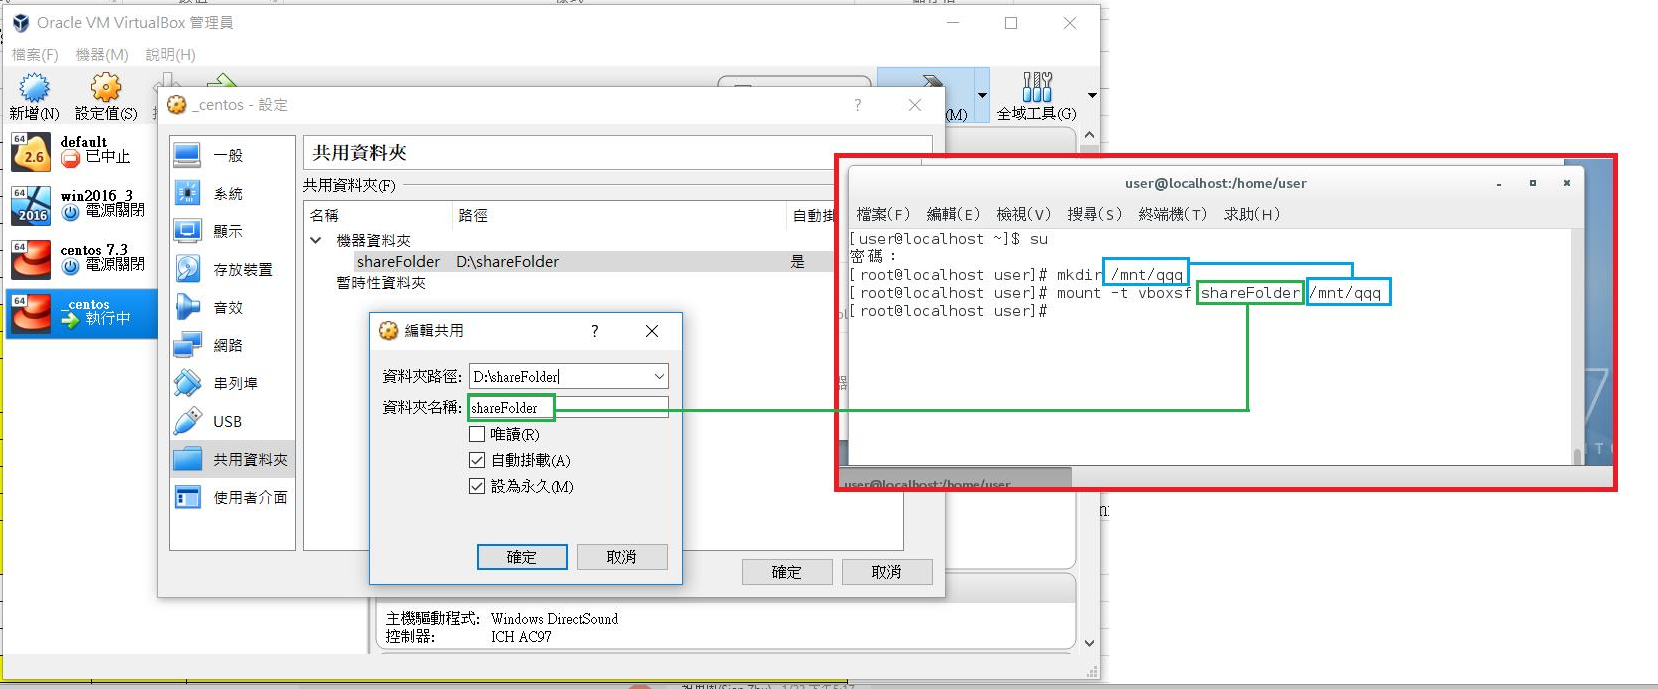 Oracle VM VirtualBox 管理員
檔案(F) 機器(M) 說明(H)
新增(N) 設定值(S)
(M) 全域工具(G)
64 2.6 default
已中止
64 2016 win2016_3
電源關閉
64 centos 7.3
電源關閉
64 _centos
執行中
_centos - 設定 ?
一般
系統
顯示
存放裝置
音效
網路
串列埠
USB
共用資料夾
使用者介面
共用資料夾
共用資料夾(F)
名稱 路徑 自動掛
機器資料夾
shareFolder D:\shareFolder 是
暫時性資料夾
編輯共用 ?
資料夾路徑: D:\shareFolder
資料夾名稱: shareFolder
唯讀(R)
自動掛載(A)
設為永久(M)
確定 取消
確定 取消
主機驅動程式: Windows DirectSound
控制器: ICH AC97
user@localhost:/home/user
檔案(F) 編輯(E) 檢視(V) 搜尋(S) 終端機(T) 求助(H)
[user@localhost ~]$ su
密碼：
[root@localhost user]# mkdir /mnt/qqq
[root@localhost user]# mount -t vboxsf shareFolder /mnt/qqq
[root@localhost user]#
user@localhost:/home/user